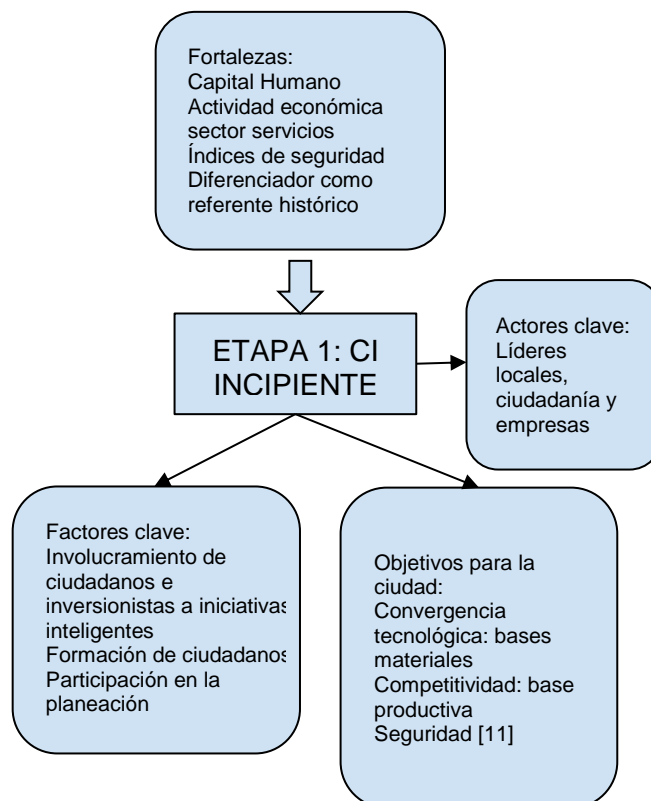 Fortalezas:
Capital Humano
Actividad económica
sector servicios
Índices de seguridad
Diferenciador como
referente histórico
ETAPA 1: CI
INCIPIENTE
Actores clave:
Líderes
locales,
ciudadanía y
empresas
Factores clave:
Involucramiento de
ciudadanos e
inversionistas a iniciativas
inteligentes
Formación de ciudadanos
Participación en la
planeación
Objetivos para la
ciudad:
Convergencia
tecnológica: bases
materiales
Competitividad: base
productiva
Seguridad [11]